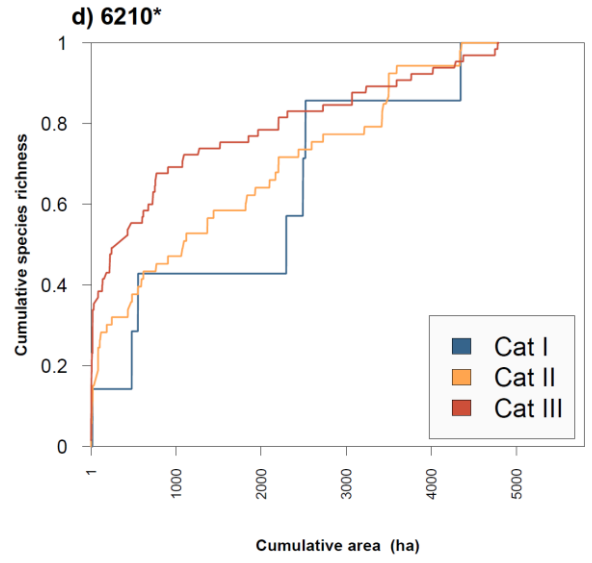 d) 6210*
Cumulative species richness
1
0.8
0.6
0.4
0.2
0
Cat I
Cat II
Cat III
1
1000
2000
3000
4000
5000
Cumulative area (ha)